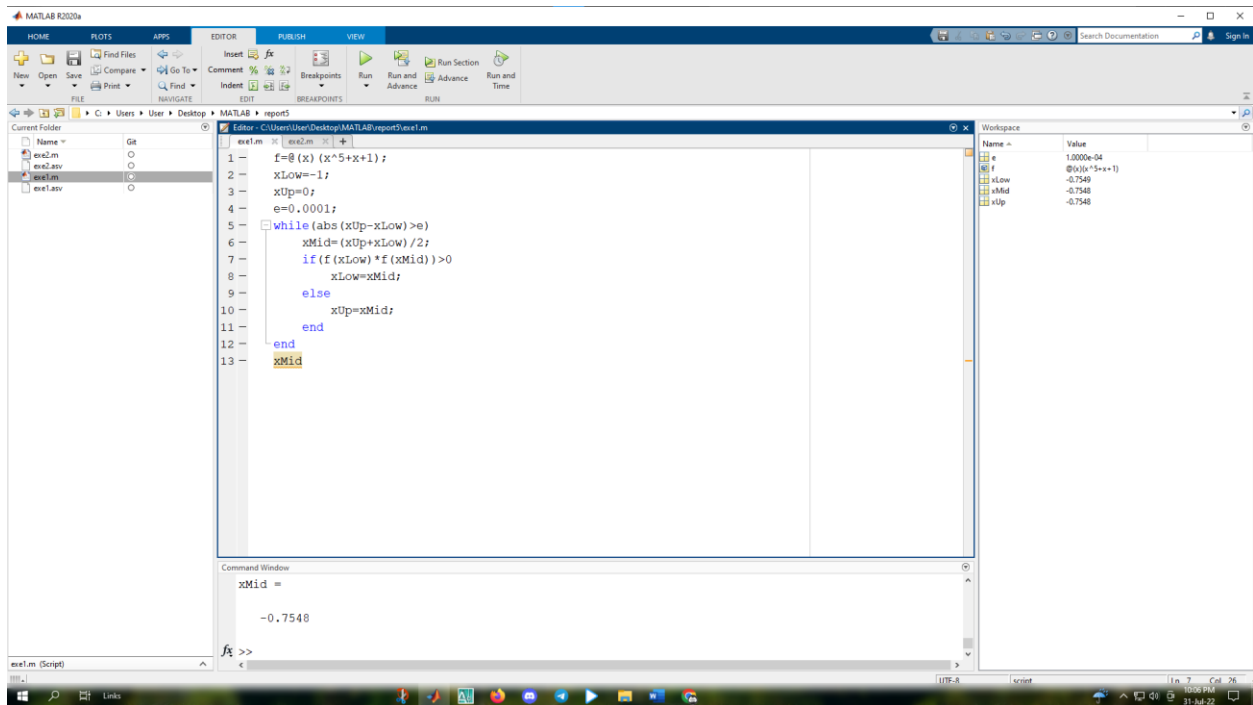 MATLAB R2020a
HOME PLOTS APPS EDITOR PUBLISH VIEW Search Documentation Sign In
Find Files Insert fx
Compare Go To Comment % Run Section
New Open Save Print Find Indent Breakpoints Run Run and Advance Advance Run and Time
FILE NAVIGATE EDIT BREAKPOINTS RUN
C: Users User Desktop MATLAB report5
Current Folder
Name Git
exe2.m
exe2.asv
exe1.m
exe1.asv
exe1.m (Script)
Editor - C:\Users\User\Desktop\MATLAB\report5\exe1.m
exe1.m exe2.m +
1 - f=@(x)(x^5+x+1);
2 - xLow=-1;
3 - xUp=0;
4 - e=0.0001;
5 - while(abs(xUp-xLow)>e)
6 - xMid=(xUp+xLow)/2;
7 - if(f(xLow)*f(xMid))>0
8 - xLow=xMid;
9 - else
10 - xUp=xMid;
11 - end
12 - end
13 - xMid
Command Window
xMid =
-0.7548
fx >>
Workspace
Name Value
e 1.0000e-04
f @(x)(x^5+x+1)
xLow -0.7549
xMid -0.7548
xUp -0.7548
UTF-8 script Ln 7 Col 26
Links
10:06 PM
31-Jul-22